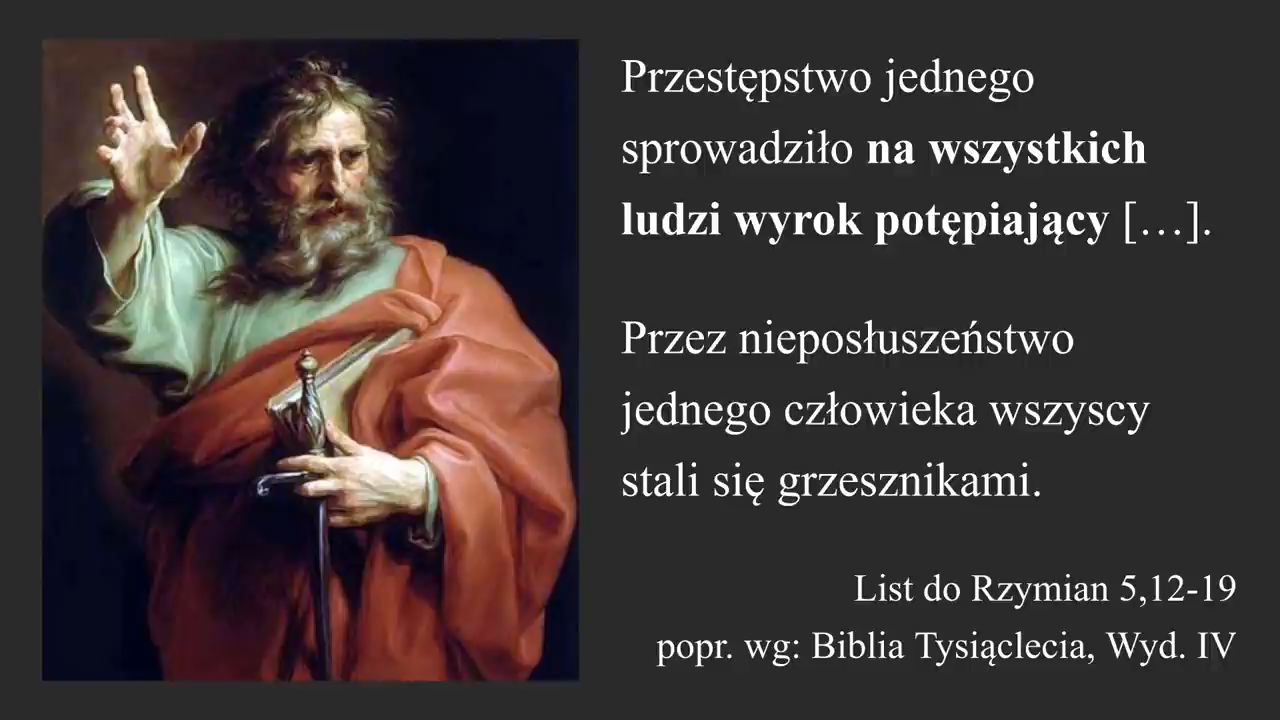 Przestępstwo jednego
sprowadziło na wszystkich
ludzi wyrok potępiający […].
Przez nieposłuszeństwo
jednego człowieka wszyscy
stali się grzesznikami.
List do Rzymian 5,12-19
popr. wg: Biblia Tysiąclecia, Wyd. IV